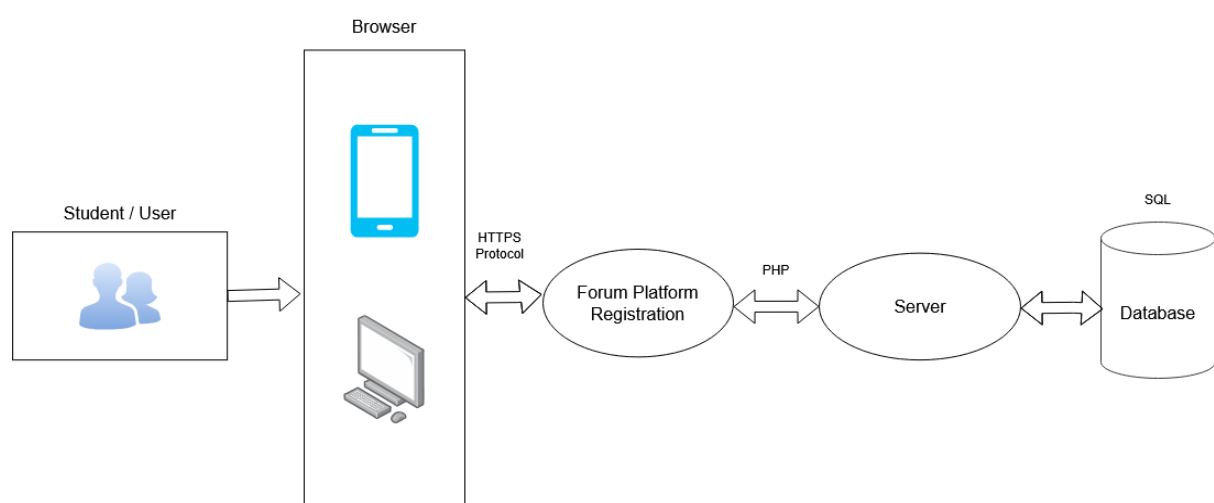 Browser
Student / User
HTTPS
Protocol
Forum Platform
Registration
PHP
Server
SQL
Database